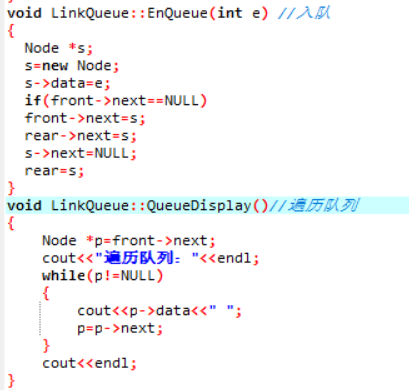 void LinkQueue::EnQueue(int e) //入队
{
Node *s;
s=new Node;
s->data=e;
if(front->next==NULL)
front->next=s;
rear->next=s;
s->next=NULL;
rear=s;
}
void LinkQueue::QueueDisplay()//遍历队列
{
Node *p=front->next;
cout<<"遍历队列："<<endl;
while(p!=NULL)
{
cout<<p->data<<" ";
p=p->next;
}
cout<<endl;
}